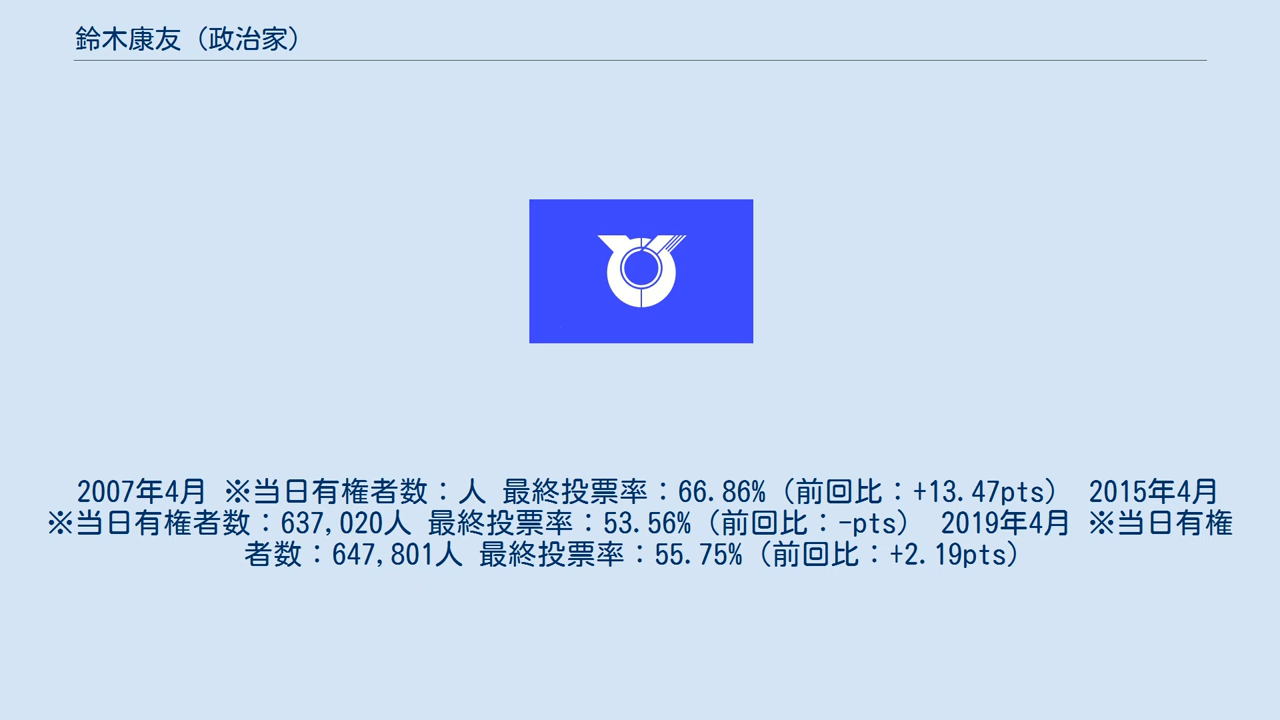 鈴木康友（政治家）
2007年4月 ※当日有権者数：人 最終投票率：66.86%（前回比：+13.47pts） 2015年4月
※当日有権者数：637,020人 最終投票率：53.56%（前回比：-pts） 2019年4月 ※当日有権
者数：647,801人 最終投票率：55.75%（前回比：+2.19pts）